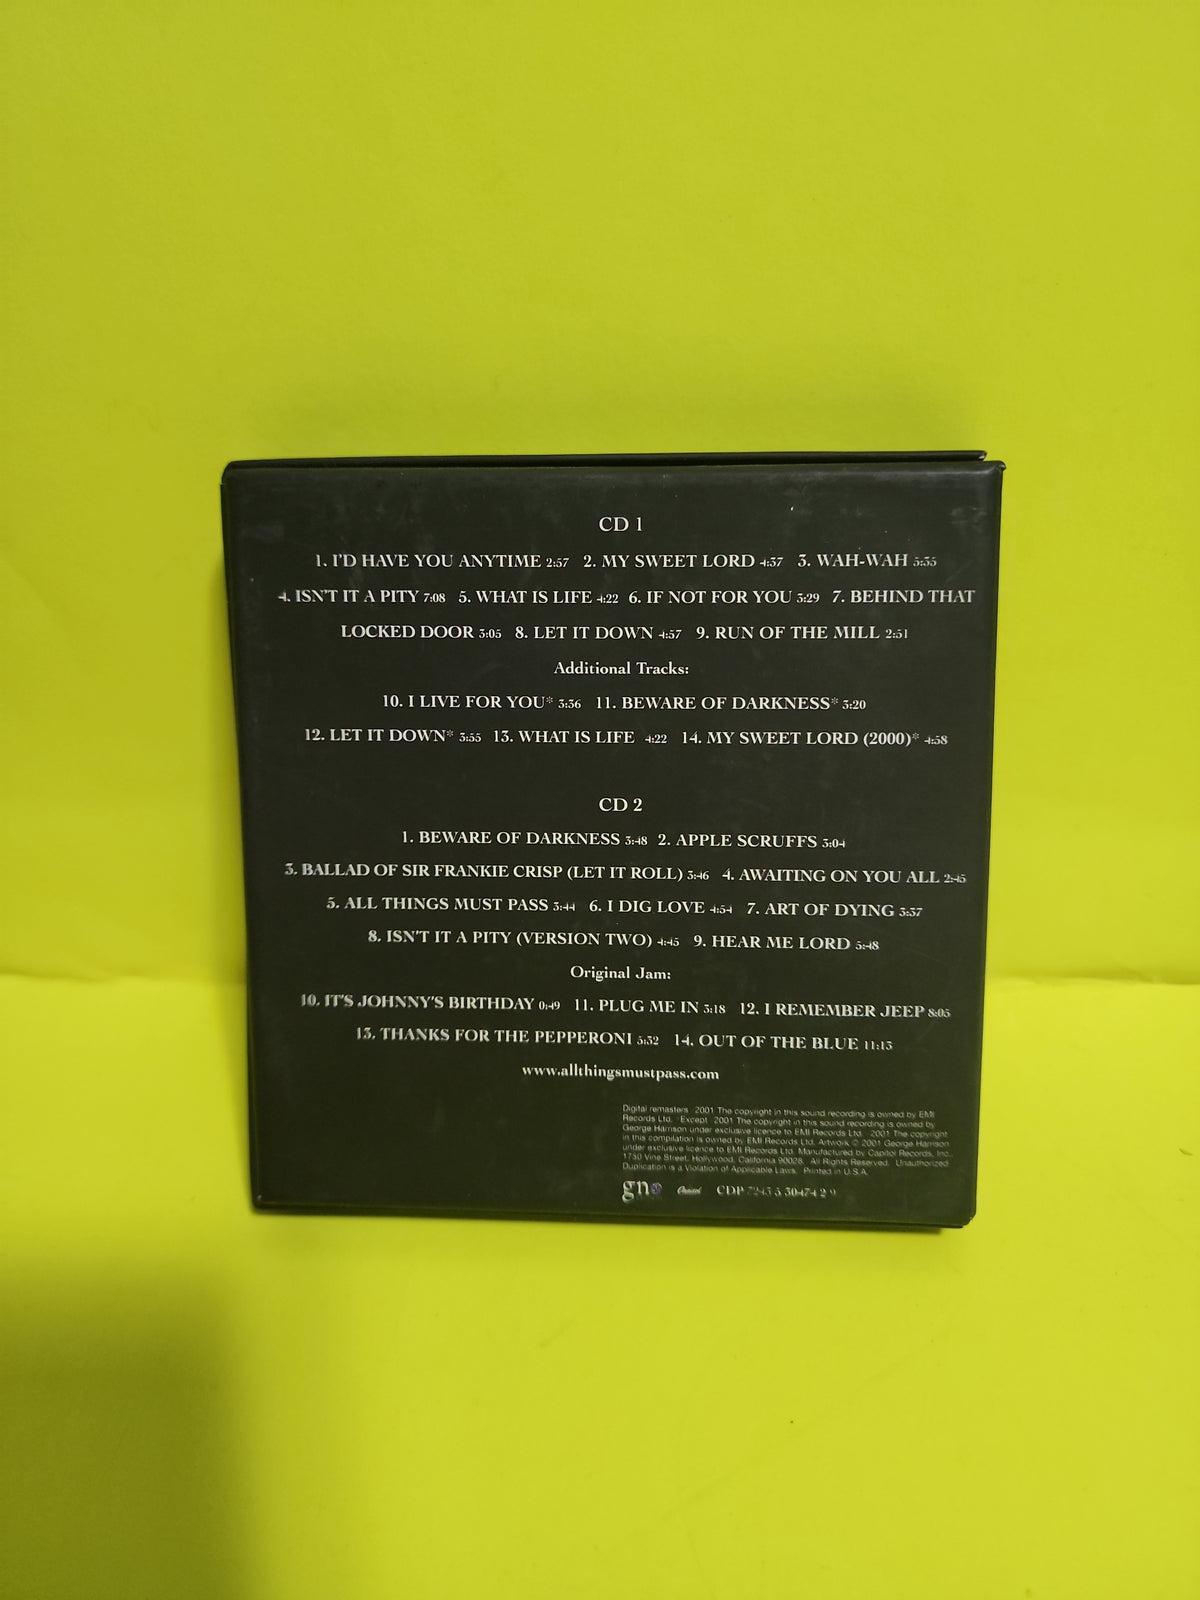 CD 1
1. I'D HAVE YOU ANYTIME 2:57 2. MY SWEET LORD 4:37 3. WAH-WAH 5:35
4. ISN'T IT A PITY 7:08 5. WHAT IS LIFE 4:22 6. IF NOT FOR YOU 3:29 7. BEHIND THAT
LOCKED DOOR 3:05 8. LET IT DOWN 4:57 9. RUN OF THE MILL 2:51
Additional Tracks:
10. I LIVE FOR YOU* 3:36 11. BEWARE OF DARKNESS* 3:20
12. LET IT DOWN* 3:55 13. WHAT IS LIFE 4:22 14. MY SWEET LORD (2000)* 4:58
CD 2
1. BEWARE OF DARKNESS 3:48 2. APPLE SCRUFFS 3:04
3. BALLAD OF SIR FRANKIE CRISP (LET IT ROLL) 3:46 4. AWAITING ON YOU ALL 2:45
5. ALL THINGS MUST PASS 3:44 6. I DIG LOVE 4:54 7. ART OF DYING 3:37
8. ISN'T IT A PITY (VERSION TWO) 4:45 9. HEAR ME LORD 5:48
Original Jam:
10. IT'S JOHNNY'S BIRTHDAY 0:49 11. PLUG ME IN 3:18 12. I REMEMBER JEEP 8:05
13. THANKS FOR THE PEPPERONI 5:32 14. OUT OF THE BLUE 11:13
www.allthingsmustpass.com
Digital remasters 2001 The copyright in this sound recording is owned by EMI
Records Ltd. *Except 2001 The copyright in this sound recording is owned by
George Harrison under exclusive licence to EMI Records Ltd. 2001 The copyright
in this compilation is owned by EMI Records Ltd. Artwork © 2001 George Harrison
under exclusive licence to EMI Records Ltd. Manufactured by Capitol Records, Inc.,
1750 Vine Street, Hollywood, California 90028. All Rights Reserved. Unauthorized
Duplication is a Violation of Applicable Laws. Printed in U.S.A.
gn Capitol CDP 7243 5 30474 2 9